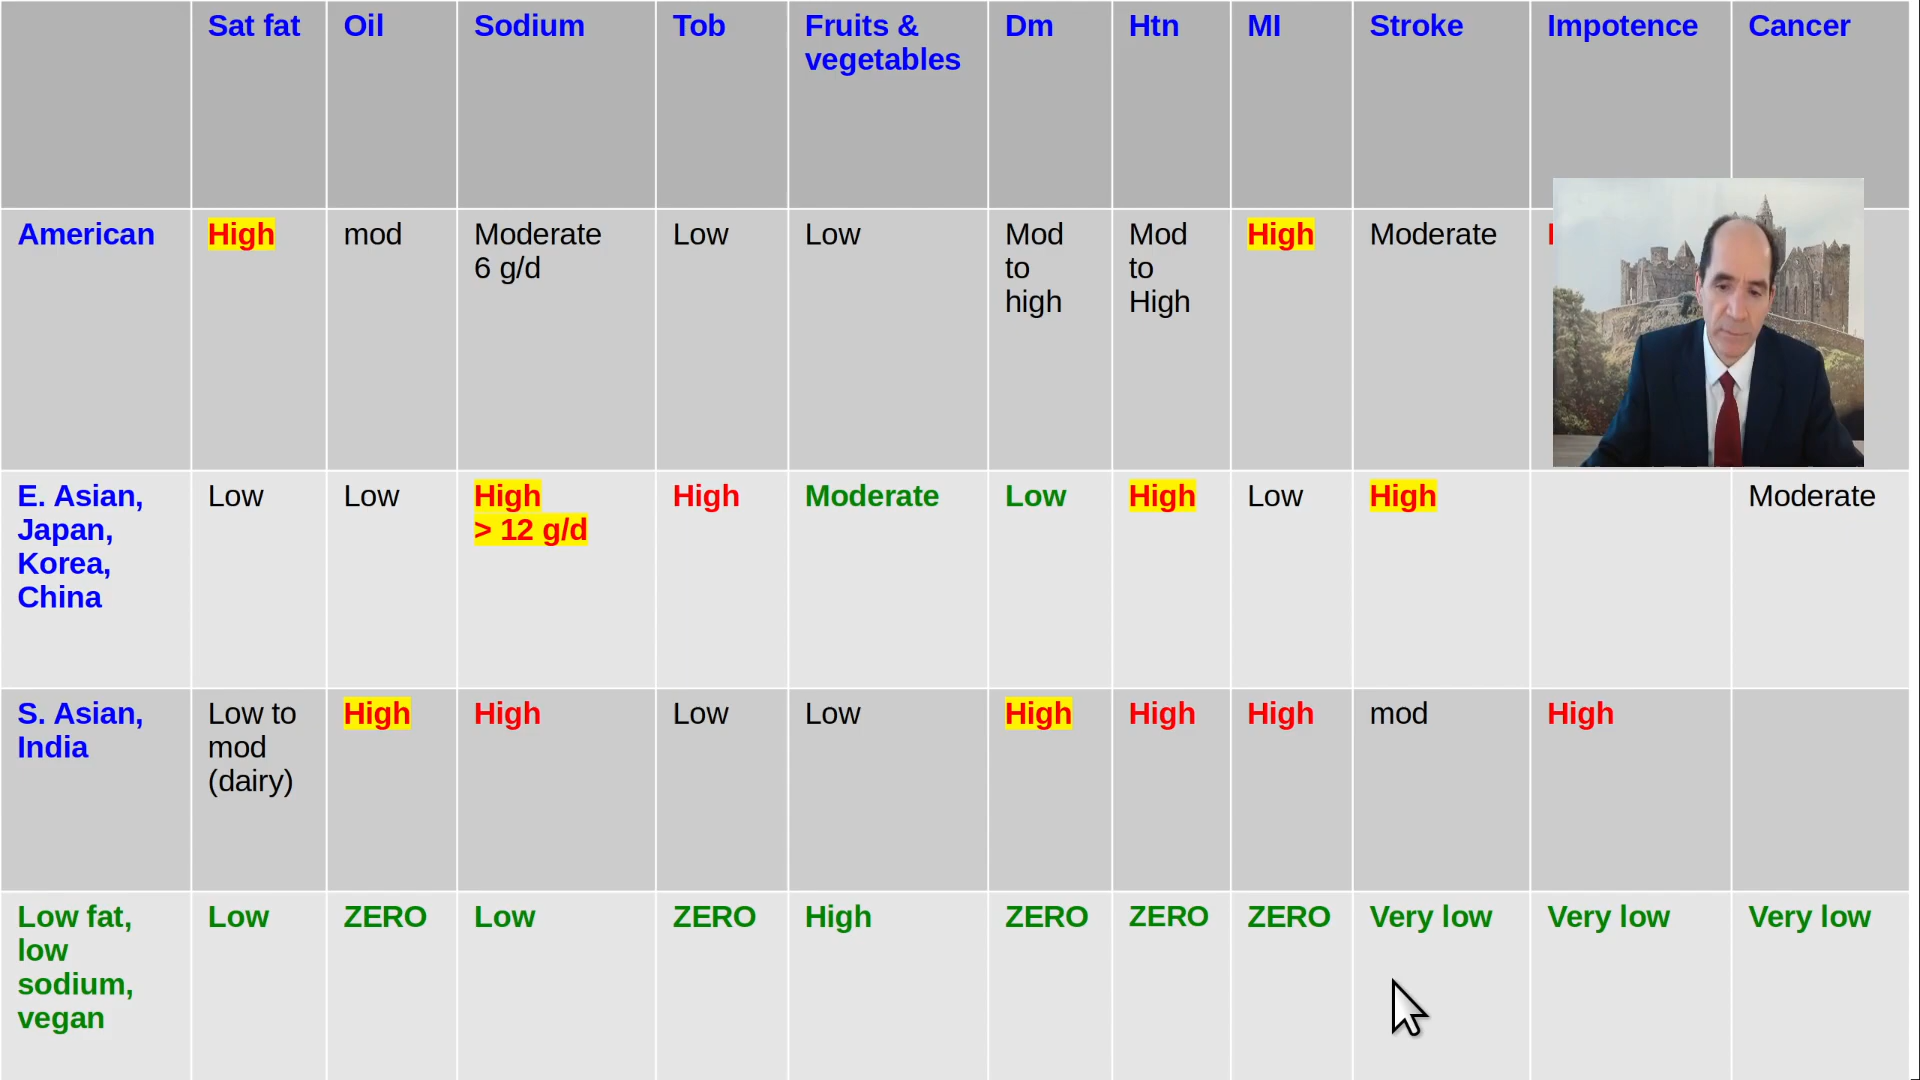 Sat fat Oil Sodium Tob Fruits & Dm Htn MI Stroke Impotence Cancer
vegetables
American High mod Moderate Low Low Mod Mod High Moderate
6 g/d to to
high High
E. Asian, Low Low High High Moderate Low High Low High Moderate
Japan, > 12 g/d
Korea,
China
S. Asian, Low to High High Low Low High High High mod High
India mod
(dairy)
Low fat, Low ZERO Low ZERO High ZERO ZERO ZERO Very low Very low Very low
low
sodium,
vegan